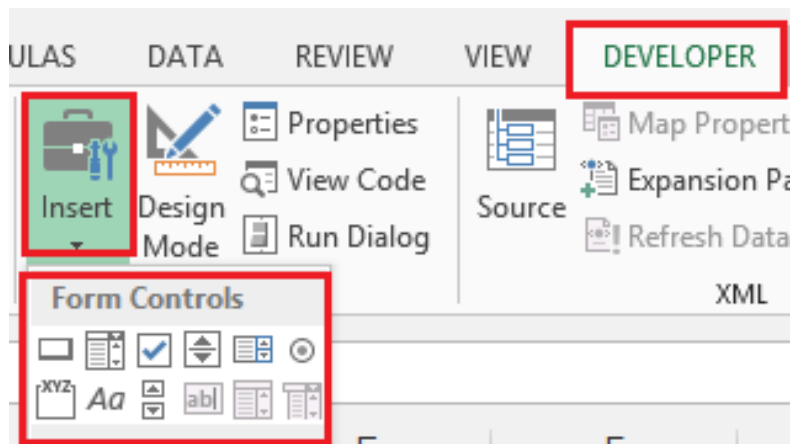 ULAS DATA REVIEW VIEW DEVELOPER
Properties Map Propert
View Code Expansion Pa
Insert Design Mode Run Dialog Source Refresh Data
XML
Form Controls
XYZ Aa ab|